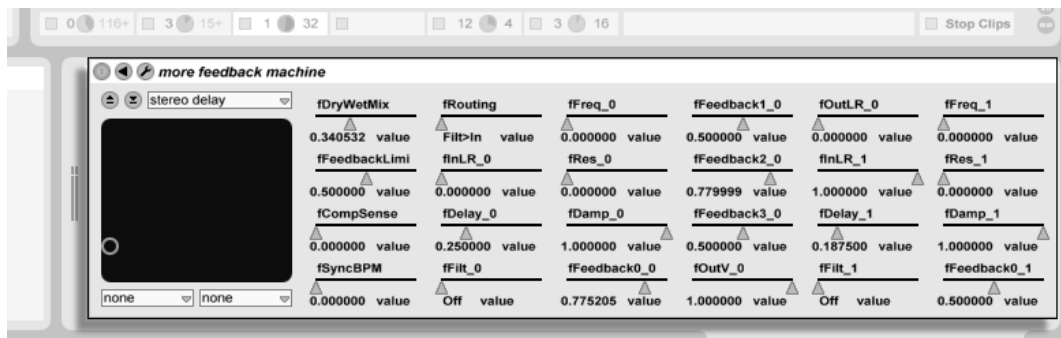 0 116+ 3 15+ 1 32 12 4 3 16 Stop Clips
more feedback machine
stereo delay
fDryWetMix fRouting fFreq_0 fFeedback1_0 fOutLR_0 fFreq_1
0.340532 value Filt>In value 0.000000 value 0.500000 value 0.000000 value 0.000000 value
fFeedbackLimi fInLR_0 fRes_0 fFeedback2_0 fInLR_1 fRes_1
0.500000 value 0.000000 value 0.000000 value 0.779999 value 1.000000 value 0.000000 value
fCompSense fDelay_0 fDamp_0 fFeedback3_0 fDelay_1 fDamp_1
0.000000 value 0.250000 value 1.000000 value 0.500000 value 0.187500 value 1.000000 value
fSyncBPM fFilt_0 fFeedback0_0 fOutV_0 fFilt_1 fFeedback0_1
none none 0.000000 value Off value 0.775205 value 1.000000 value Off value 0.500000 value